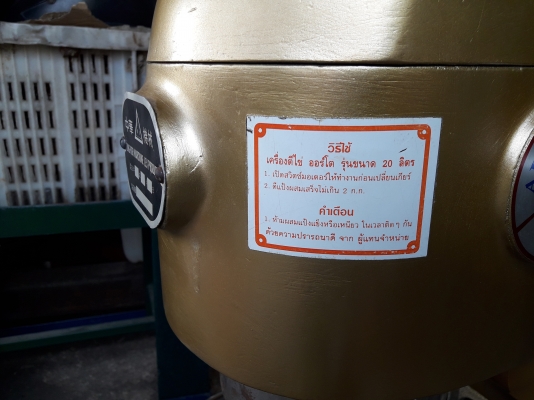 วิธีใช้
เครื่องตีไข่ ออร์โต รุ่นขนาด 20 ลิตร
1. เปิดสวิตช์มอเตอร์ให้ทำงานก่อนเปลี่ยนเกียร์
2. ตีแป้งผสมเสร็จไม่เกิน 2 ก.ก.
คำเตือน
1. ห้ามผสมแป้งแข็งหรือเหนียว ในเวลาติดๆ กัน
ด้วยความปรารถนาดี จาก ผู้แทนจำหน่าย